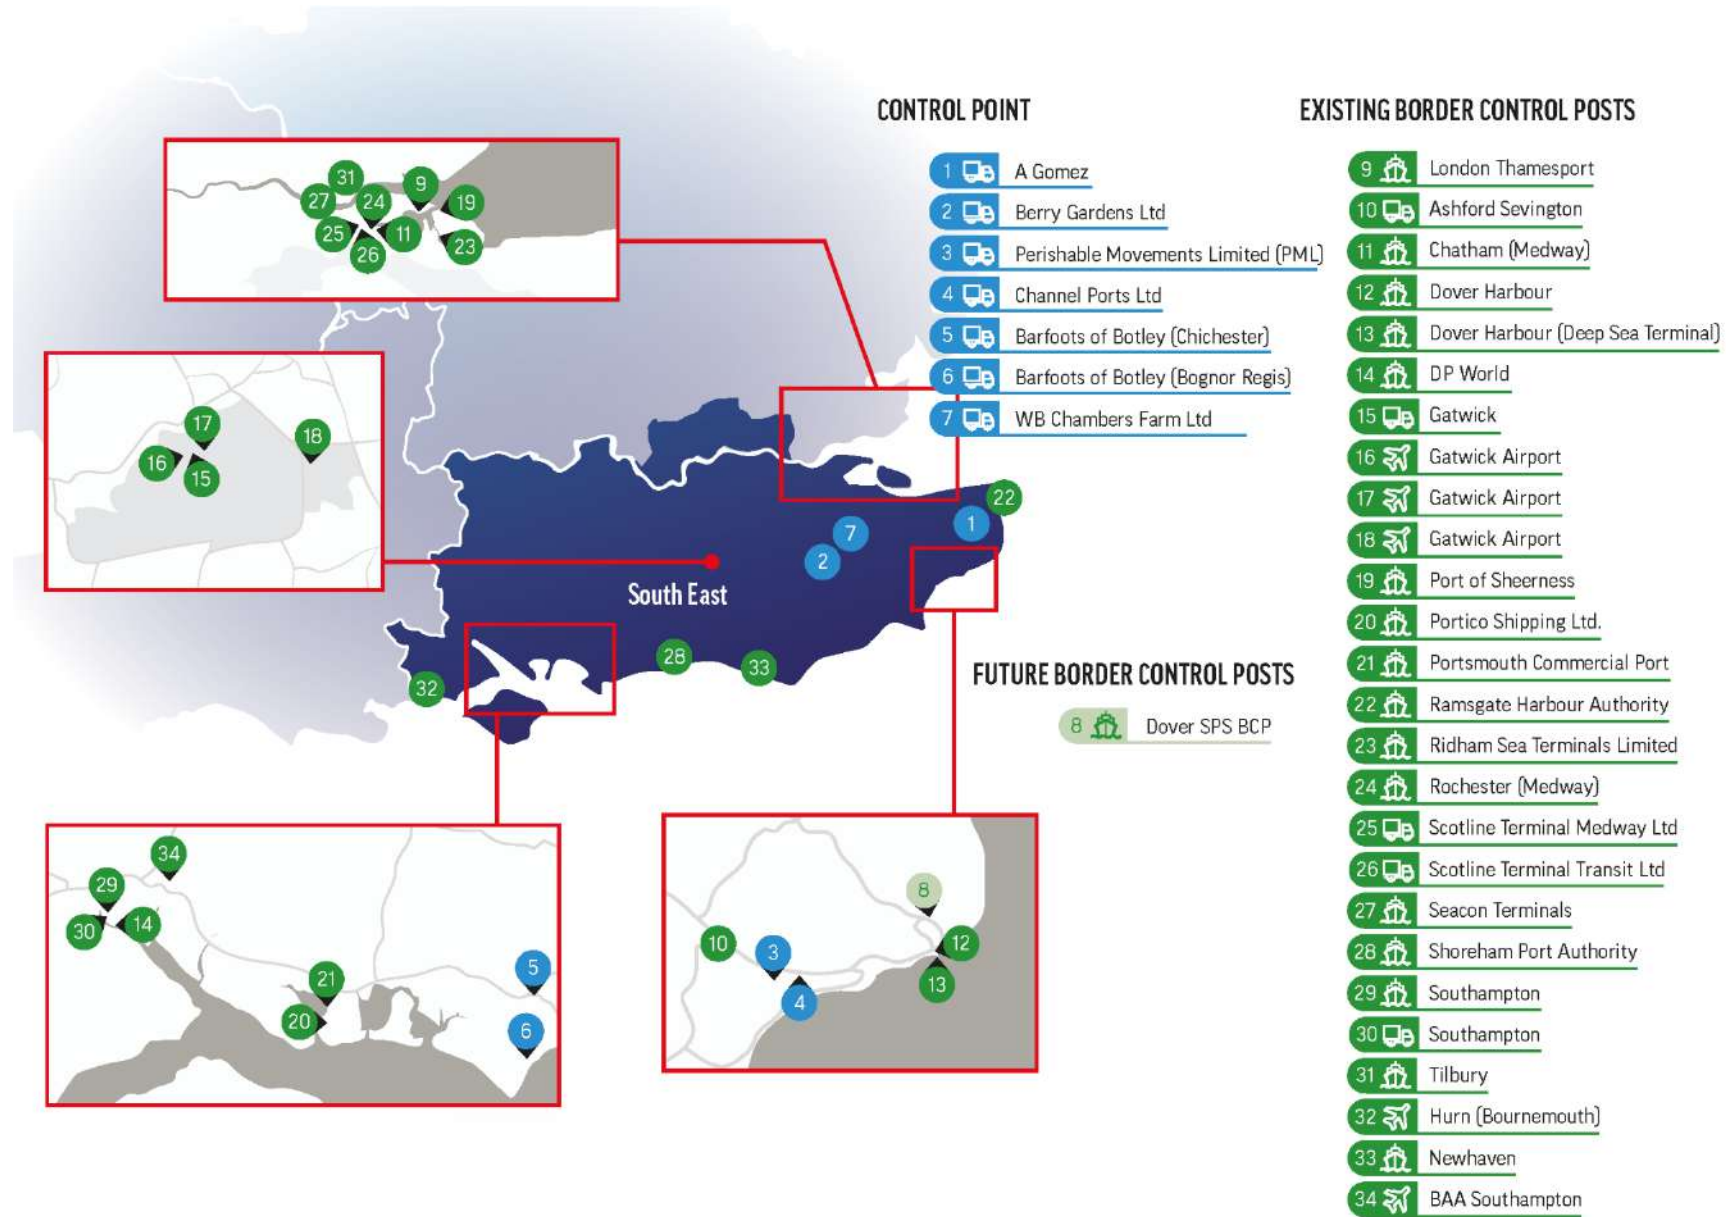 CONTROL POINT
1 A Gomez
2 Berry Gardens Ltd
3 Perishable Movements Limited (PML)
4 Channel Ports Ltd
5 Barfoots of Botley (Chichester)
6 Barfoots of Botley (Bognor Regis)
7 WB Chambers Farm Ltd
EXISTING BORDER CONTROL POSTS
9 London Thamesport
10 Ashford Sevington
11 Chatham (Medway)
12 Dover Harbour
13 Dover Harbour (Deep Sea Terminal)
14 DP World
15 Gatwick
16 Gatwick Airport
17 Gatwick Airport
18 Gatwick Airport
19 Port of Sheerness
20 Portico Shipping Ltd.
21 Portsmouth Commercial Port
22 Ramsgate Harbour Authority
23 Ridham Sea Terminals Limited
24 Rochester (Medway)
25 Scotline Terminal Medway Ltd
26 Scotline Terminal Transit Ltd
27 Seacon Terminals
28 Shoreham Port Authority
29 Southampton
30 Southampton
31 Tilbury
32 Hurn (Bournemouth)
33 Newhaven
34 BAA Southampton
FUTURE BORDER CONTROL POSTS
8 Dover SPS BCP
31
9
27
24
19
25
11
23
26
17
18
16
15
22
1
7
2
South East
28
33
32
34
29
14
30
5
21
20
6
8
10
12
3
13
4